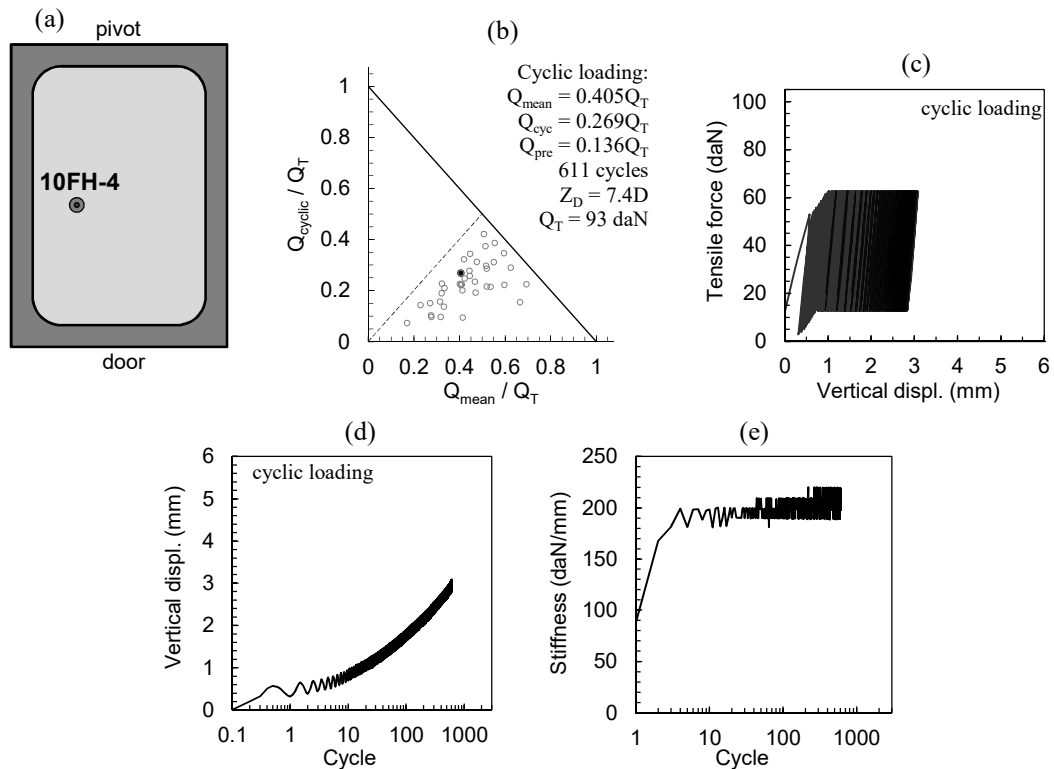 (a)
pivot
10FH-4
door
(b)
Cyclic loading:
Q_mean = 0.405Q_T
Q_cyc = 0.269Q_T
Q_pre = 0.136Q_T
611 cycles
Z_D = 7.4D
Q_T = 93 daN
Q_cyclic / Q_T
1
0.8
0.6
0.4
0.2
0
0 0.2 0.4 0.6 0.8 1
Q_mean / Q_T
(c)
cyclic loading
Tensile force (daN)
100
80
60
40
20
0
0 1 2 3 4 5 6
Vertical displ. (mm)
(d)
cyclic loading
Vertical displ. (mm)
6
5
4
3
2
1
0
0.1 1 10 100 1000
Cycle
(e)
Stiffness (daN/mm)
250
200
150
100
50
0
1 10 100 1000
Cycle